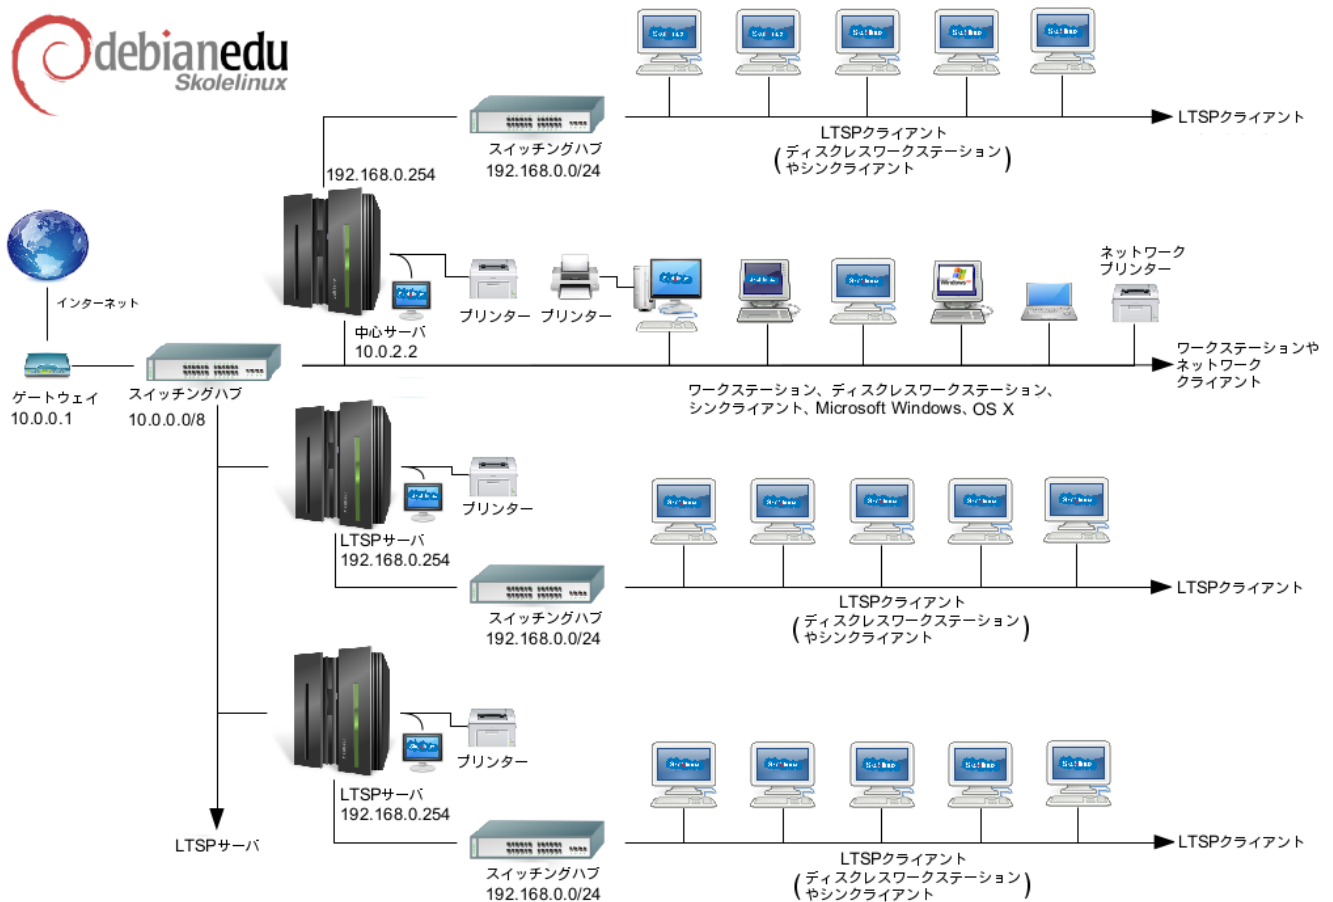 debianedu
Skolelinux
スイッチングハブ
192.168.0.0/24
LTSPクライアント
(ディスクレスワークステーション
やシンクライアント)
LTSPクライアント
192.168.0.254
インターネット
中心サーバ
10.0.2.2
プリンター
プリンター
Windows
ネットワーク
プリンター
ゲートウェイ
10.0.0.1
スイッチングハブ
10.0.0.0/8
ワークステーション、ディスクレスワークステーション、
シンクライアント、Microsoft Windows、OS X
ワークステーションや
ネットワーク
クライアント
プリンター
LTSPサーバ
192.168.0.254
スイッチングハブ
192.168.0.0/24
LTSPクライアント
(ディスクレスワークステーション
やシンクライアント)
LTSPクライアント
プリンター
LTSPサーバ
192.168.0.254
LTSPサーバ
スイッチングハブ
192.168.0.0/24
LTSPクライアント
(ディスクレスワークステーション
やシンクライアント)
LTSPクライアント